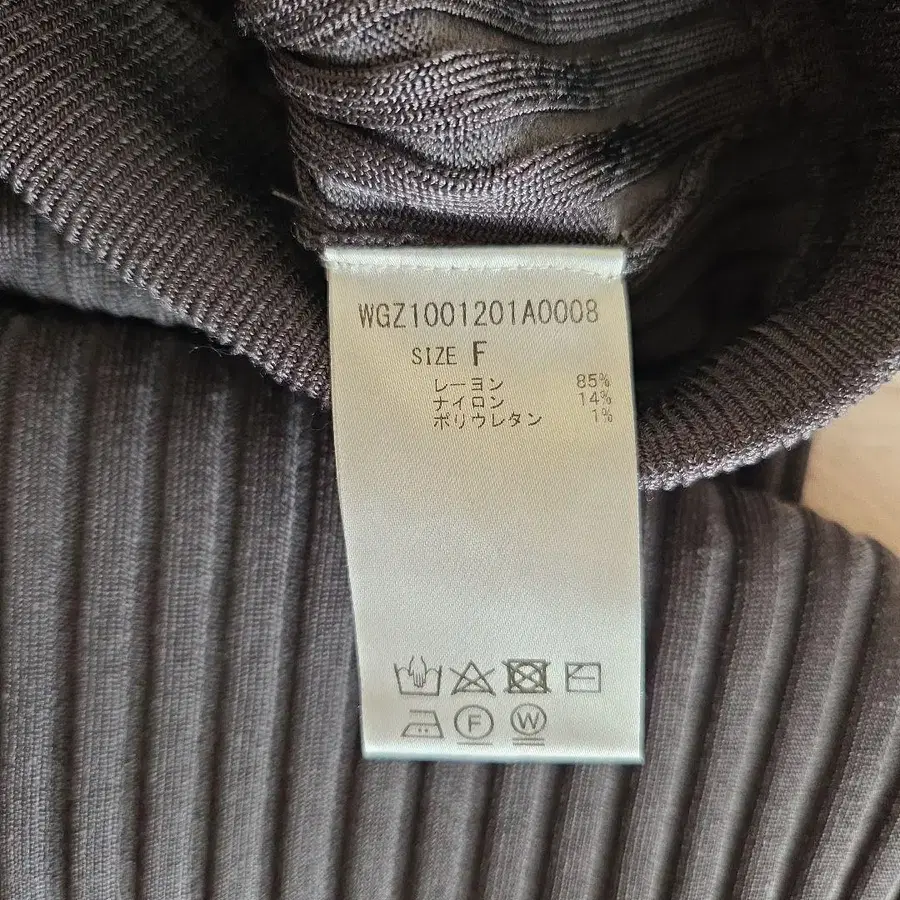 WGZ1001201A0008
SIZE F
レーヨン 85%
ナイロン 14%
ポリウレタン 1%
F W